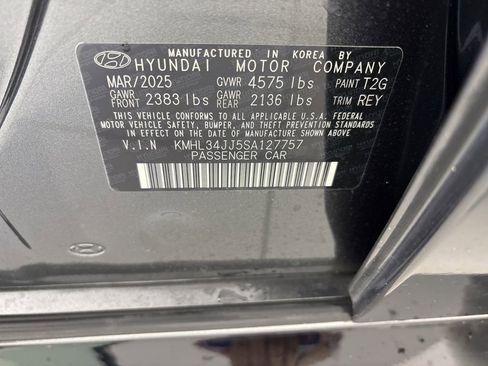 MANUFACTURED IN KOREA BY
HYUNDAI MOTOR COMPANY
MAR/2025 GVWR 4575 lbs PAINT T2G
GAWR FRONT 2383 lbs GAWR REAR 2136 lbs TRIM REY
THIS VEHICLE CONFORMS TO ALL APPLICABLE U.S.A. FEDERAL
MOTOR VEHICLE SAFETY, BUMPER, AND THEFT PREVENTION STANDARDS
IN EFFECT ON THE DATE OF MANUFACTURE SHOWN ABOVE.
V.I.N KMHL34JJ5SA127757
PASSENGER CAR